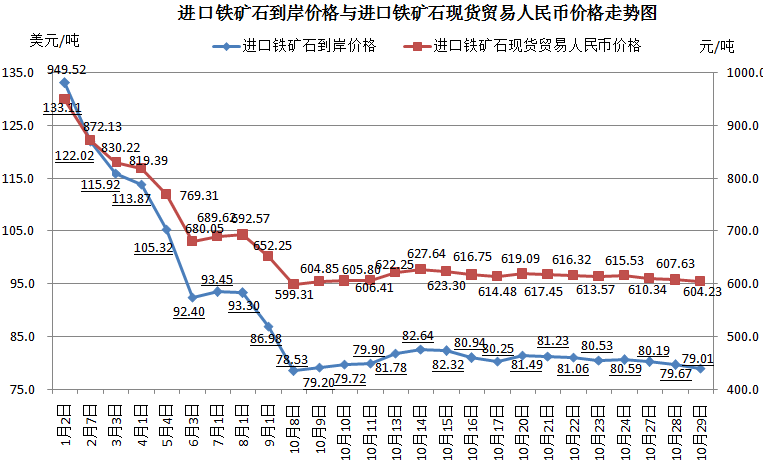 进口铁矿石到岸价格与进口铁矿石现货贸易人民币价格走势图
美元/吨
进口铁矿石到岸价格
进口铁矿石现货贸易人民币价格
元/吨
135.0
125.0
115.0
105.0
95.0
85.0
75.0
1000.0
900.0
800.0
700.0
600.0
500.0
400.0
949.52
872.13
830.22
819.39
769.31
680.05
689.62
692.57
652.25
599.31
604.85
605.80
606.41
622.25
627.64
623.30
616.75
614.48
619.09
617.45
616.32
613.57
615.53
610.34
607.63
604.23
133.11
122.02
115.92
113.87
105.32
92.40
93.45
93.30
86.98
78.53
79.20
79.72
79.90
81.78
82.64
82.32
80.94
80.25
81.49
81.23
81.06
80.53
80.59
80.19
79.67
79.01
1月2日
2月7日
3月3日
4月1日
5月4日
6月3日
7月1日
8月1日
9月1日
10月8日
10月9日
10月10日
10月11日
10月13日
10月14日
10月15日
10月16日
10月17日
10月20日
10月21日
10月22日
10月23日
10月24日
10月27日
10月28日
10月29日